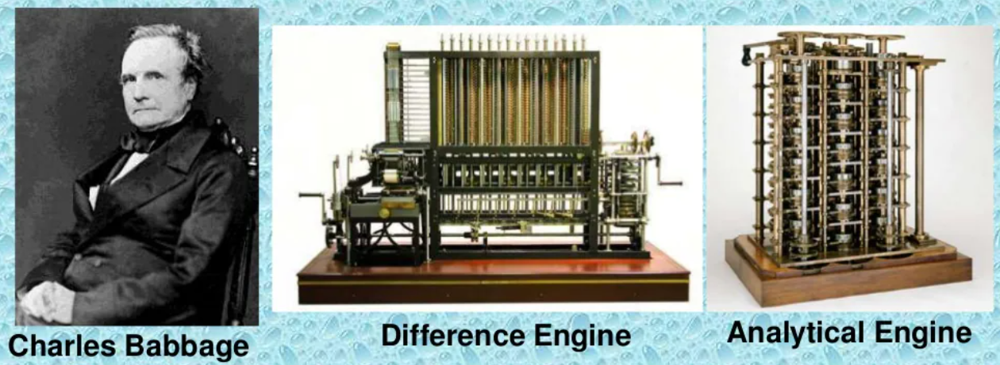 Charles Babbage
Difference Engine
Analytical Engine